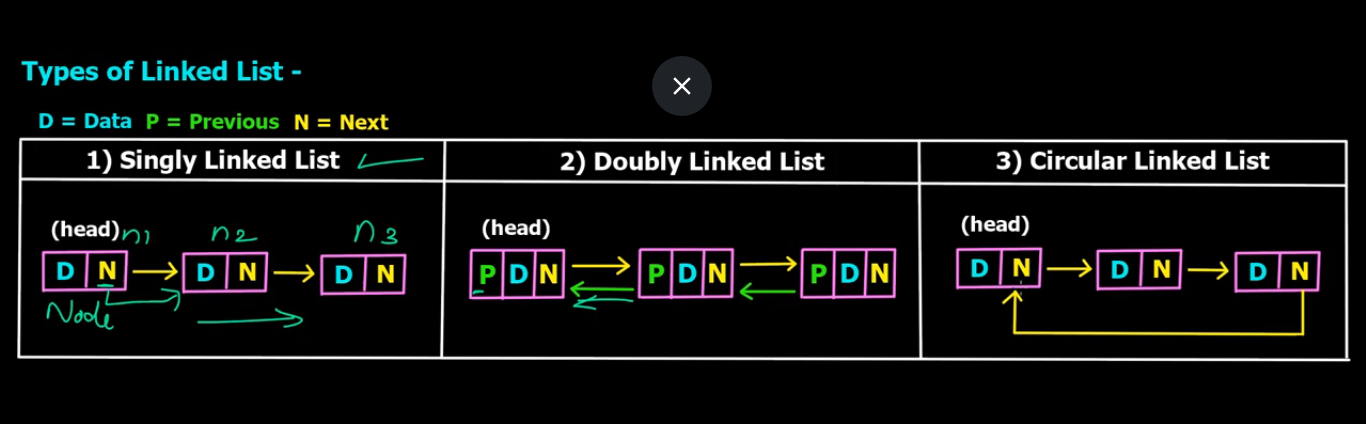 Types of Linked List -
D = Data P = Previous N = Next
1) Singly Linked List
(head) n1 n2 n3
D N D N D N
Node
2) Doubly Linked List
(head)
P D N P D N P D N
3) Circular Linked List
(head)
D N D N D N